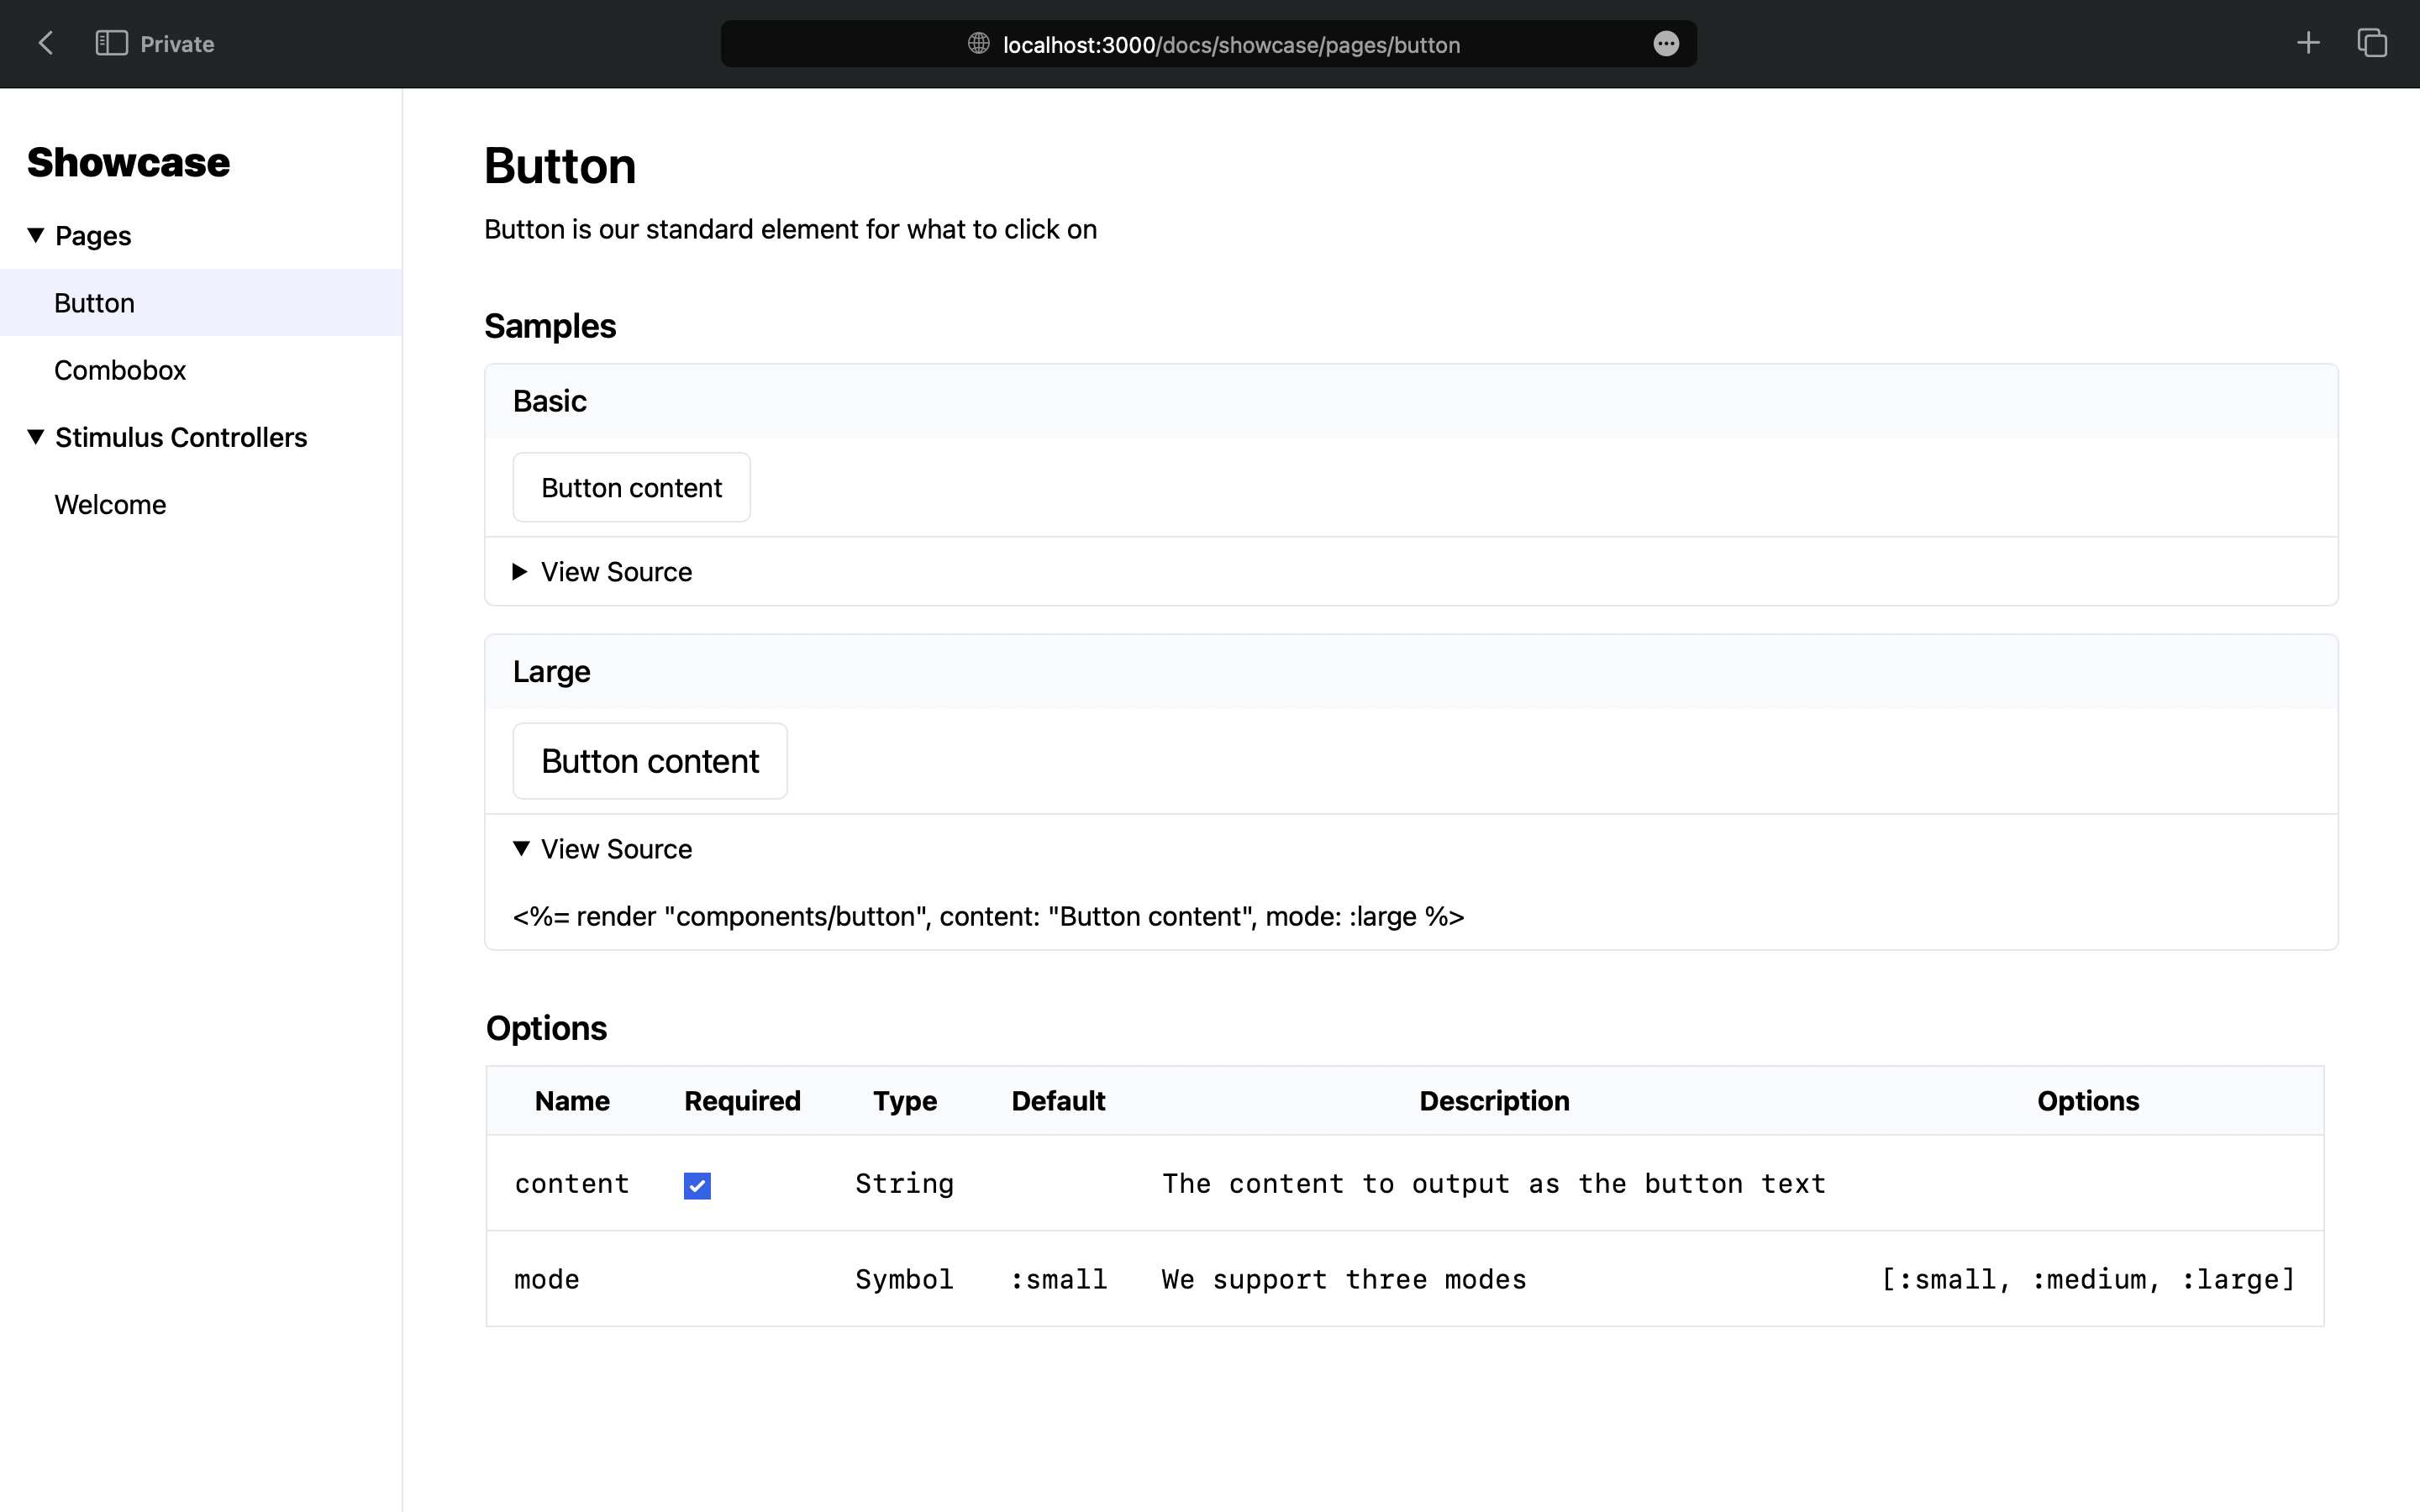 Private
localhost:3000/docs/showcase/pages/button
Showcase
Pages
Button
Combobox
Stimulus Controllers
Welcome
Button
Button is our standard element for what to click on
Samples
Basic
Button content
View Source
Large
Button content
View Source
<%= render "components/button", content: "Button content", mode: :large %>
Options
Name Required Type Default Description Options
content String The content to output as the button text
mode Symbol :small We support three modes [:small, :medium, :large]